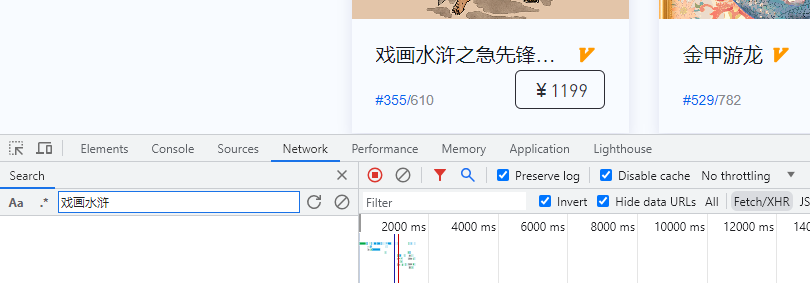 戏画水浒之急先锋… 金甲游龙
#355/610 ￥1199 #529/782
Elements Console Sources Network Performance Memory Application Lighthouse
Search Preserve log Disable cache No throttling
Aa .* 戏画水浒 Filter Invert Hide data URLs All Fetch/XHR JS
2000 ms 4000 ms 6000 ms 8000 ms 10000 ms 12000 ms 140